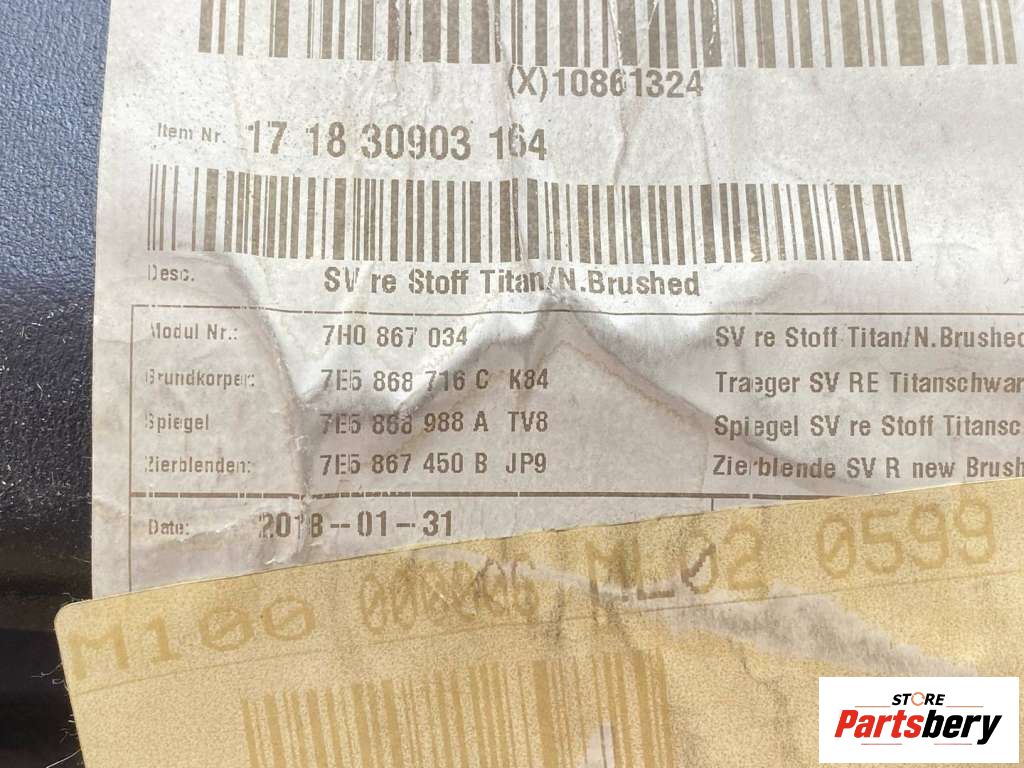 (X)10861324
Item Nr. 17 18 30903 164
Desc. SV re Stoff Titan/N.Brushed
Modul Nr.: 7H0 867 034 SV re Stoff Titan/N.Brushed
Grundkorper: 7E5 868 716 C K84 Traeger SV RE Titanschwar
Spiegel 7E5 868 988 A TV8 Spiegel SV re Stoff Titansc
Zierblenden: 7E5 867 450 B JP9 Zierblende SV R new Brush
Date: 2018--01--31
M100 000006 ML02 0599
STORE
Partsbery